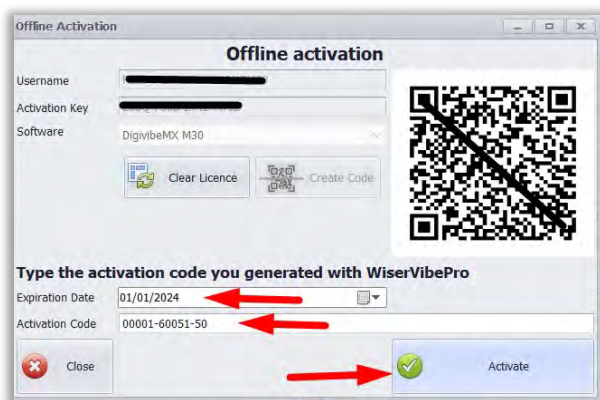 Offline Activation
Offline activation
Username
Activation Key
Software
DigivibeMX M30
Clear Licence
Create Code
Type the activation code you generated with WiserVibePro
Expiration Date
01/01/2024
Activation Code
00001-60051-50
Close
Activate